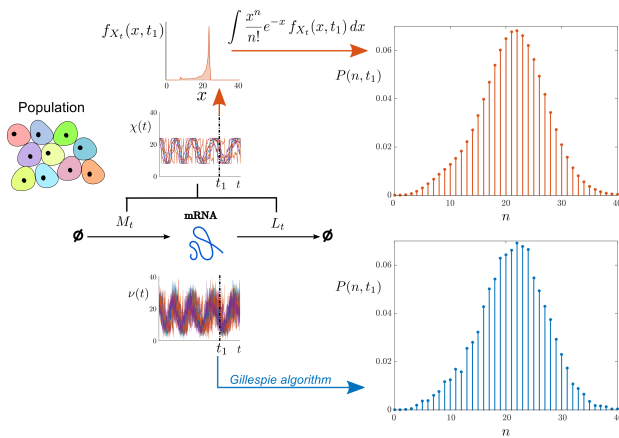 f_{X_t}(x, t_1)
∫ \frac{x^n}{n!} e^{-x} f_{X_t}(x, t_1) dx
0 20 40
x
Population
χ(t)
40
20
0
t_1 t
M_t
mRNA
L_t
Ø
Ø
ν(t)
40
20
0
t_1 t
Gillespie algorithm
P(n, t_1)
0.06
0.04
0.02
0
0 10 20 30 40
n
P(n, t_1)
0.06
0.04
0.02
0
0 10 20 30 40
n